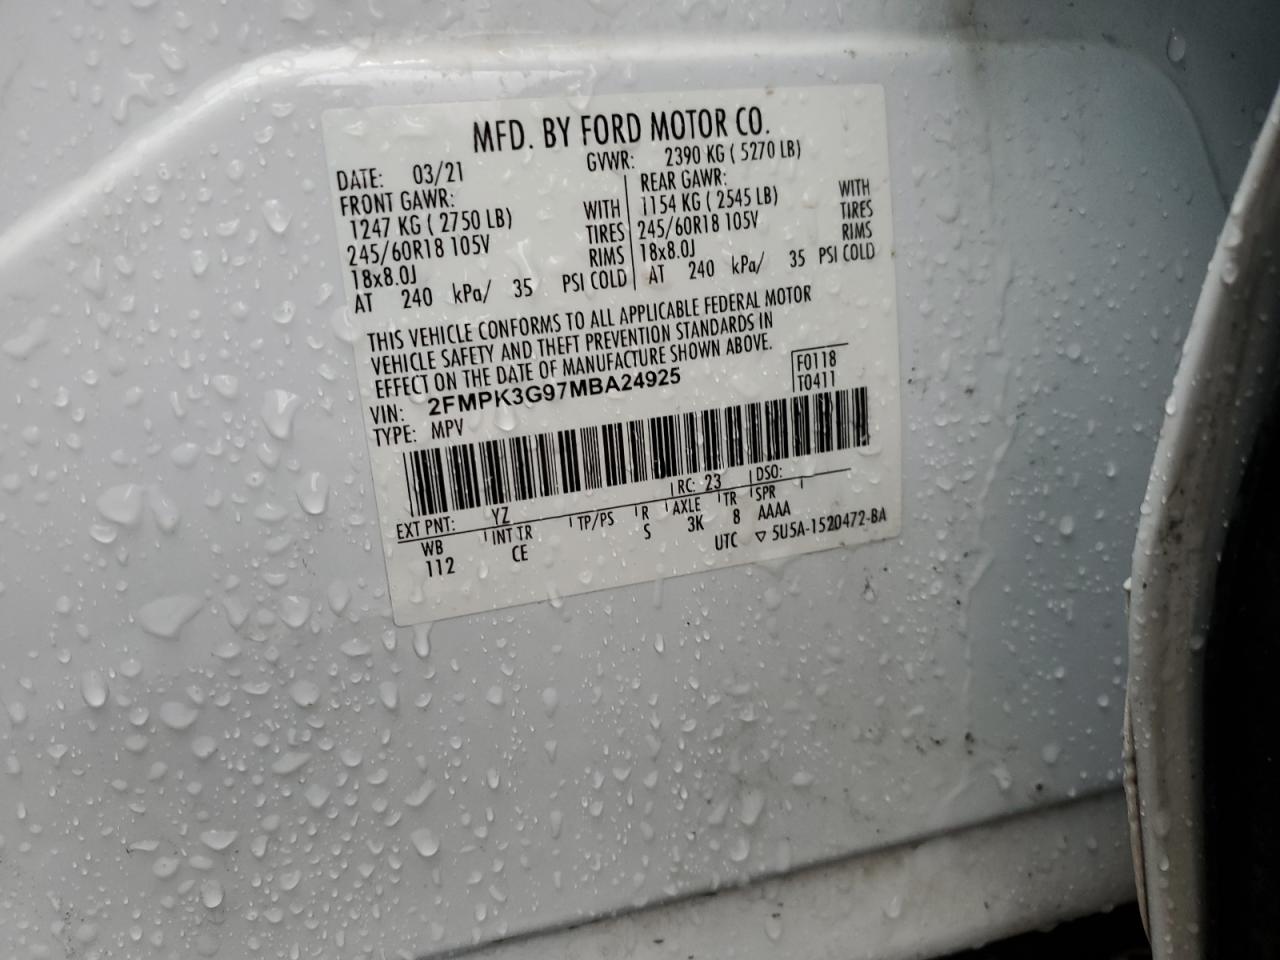 MFD. BY FORD MOTOR CO.
DATE: 03/21 GVWR: 2390 KG ( 5270 LB)
FRONT GAWR: REAR GAWR:
1247 KG ( 2750 LB) WITH 1154 KG ( 2545 LB) WITH
245/60R18 105V TIRES 245/60R18 105V TIRES
18x8.0J RIMS 18x8.0J RIMS
AT 240 kPa/ 35 PSI COLD AT 240 kPa/ 35 PSI COLD
THIS VEHICLE CONFORMS TO ALL APPLICABLE FEDERAL MOTOR
VEHICLE SAFETY AND THEFT PREVENTION STANDARDS IN
EFFECT ON THE DATE OF MANUFACTURE SHOWN ABOVE.
VIN: 2FMPK3G97MBA24925 F0118
TYPE: MPV T0411
EXT PNT: YZ RC: 23 DSO:
WB INT TR TP/PS R AXLE TR SPR
112 CE S 3K 8 AAAA
UTC ▽ 5U5A-1520472-BA